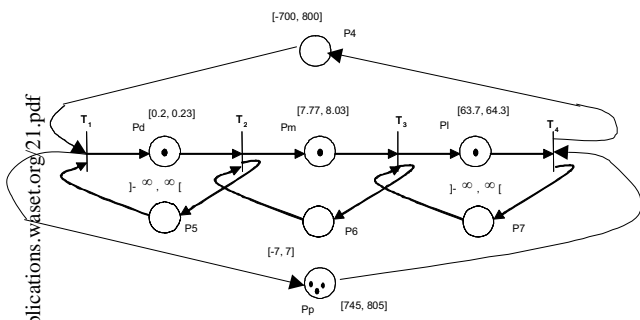 [-700, 800]
P4
T1
Pd
[0.2, 0.23]
T2
Pm
[7.77, 8.03]
T3
Pl
[63.7, 64.3]
T4
]- ∞ , ∞ [
P5
P6
]- ∞ , ∞ [
P7
[-7, 7]
Pp
[745, 805]
plications.waset.org/21.pdf